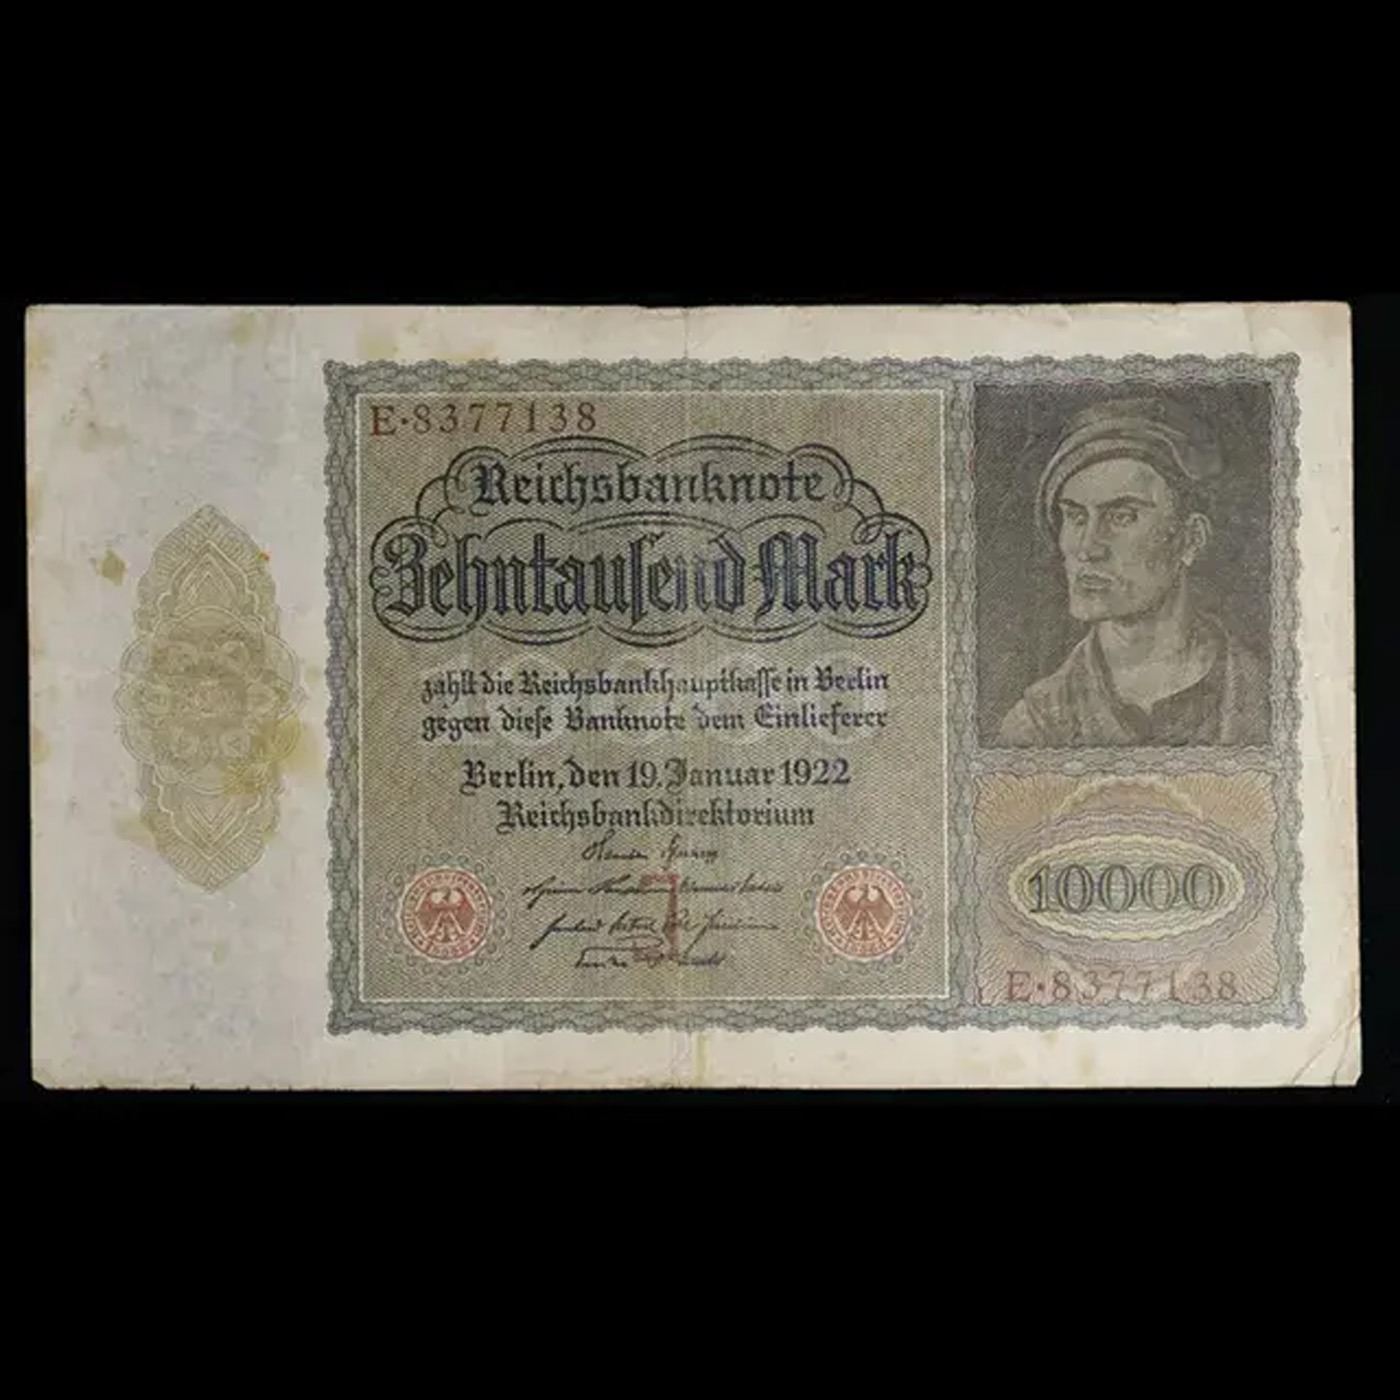 E·8377138
Reichsbanknote
Zehntausend Mark
zahlt die Reichsbankhauptkasse in Berlin
gegen diese Banknote dem Einlieferer
Berlin, den 19. Januar 1922
Reichsbankdirektorium
10000
E·8377138